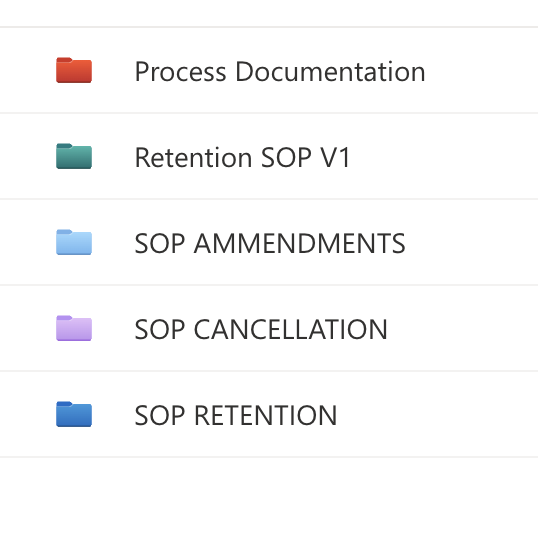 Process Documentation
Retention SOP V1
SOP AMMENDMENTS
SOP CANCELLATION
SOP RETENTION